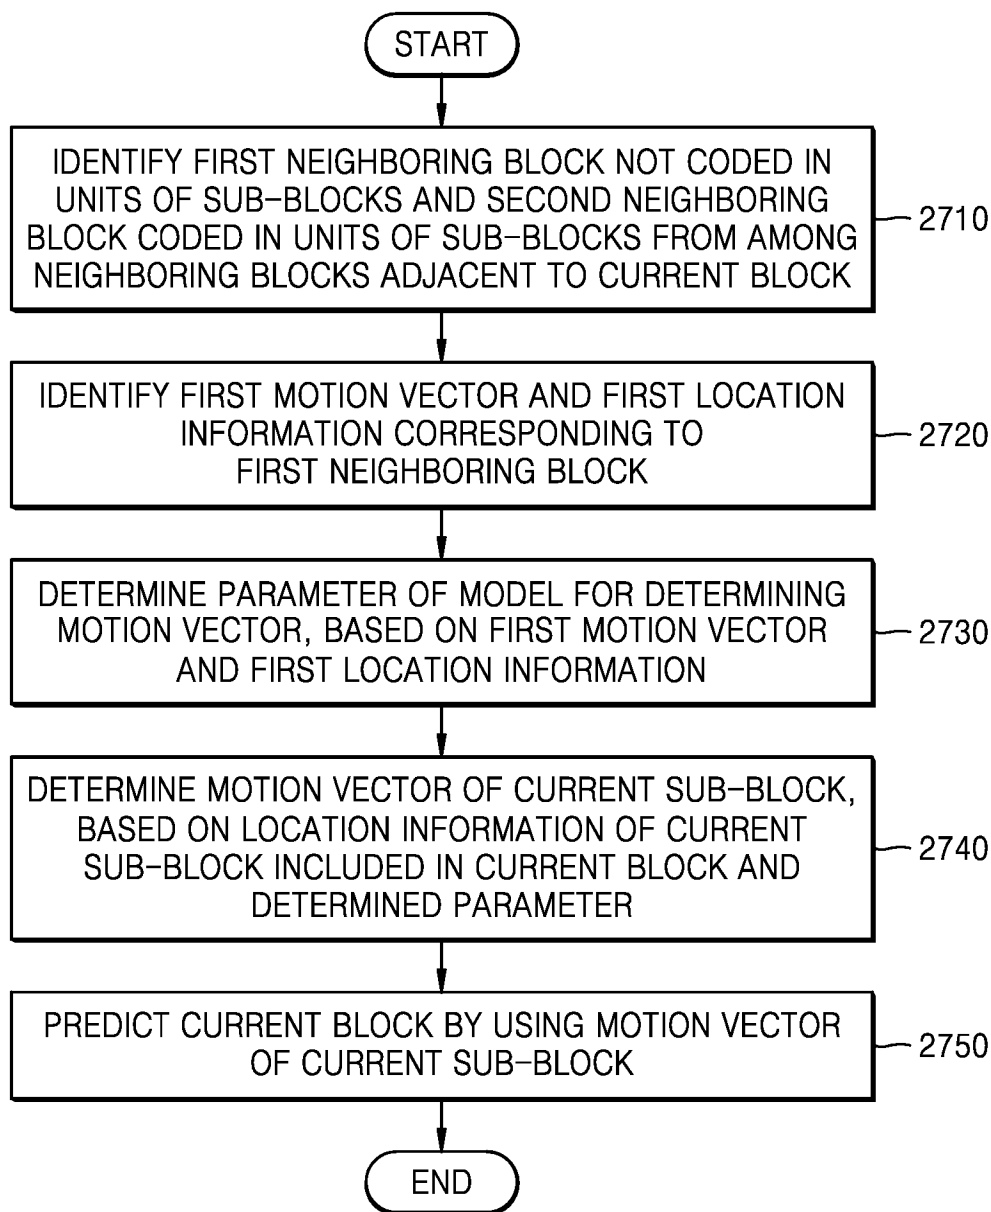 START
IDENTIFY FIRST NEIGHBORING BLOCK NOT CODED IN
UNITS OF SUB-BLOCKS AND SECOND NEIGHBORING
BLOCK CODED IN UNITS OF SUB-BLOCKS FROM AMONG
NEIGHBORING BLOCKS ADJACENT TO CURRENT BLOCK
2710
IDENTIFY FIRST MOTION VECTOR AND FIRST LOCATION
INFORMATION CORRESPONDING TO
FIRST NEIGHBORING BLOCK
2720
DETERMINE PARAMETER OF MODEL FOR DETERMINING
MOTION VECTOR, BASED ON FIRST MOTION VECTOR
AND FIRST LOCATION INFORMATION
2730
DETERMINE MOTION VECTOR OF CURRENT SUB-BLOCK,
BASED ON LOCATION INFORMATION OF CURRENT
SUB-BLOCK INCLUDED IN CURRENT BLOCK AND
DETERMINED PARAMETER
2740
PREDICT CURRENT BLOCK BY USING MOTION VECTOR
OF CURRENT SUB-BLOCK
2750
END